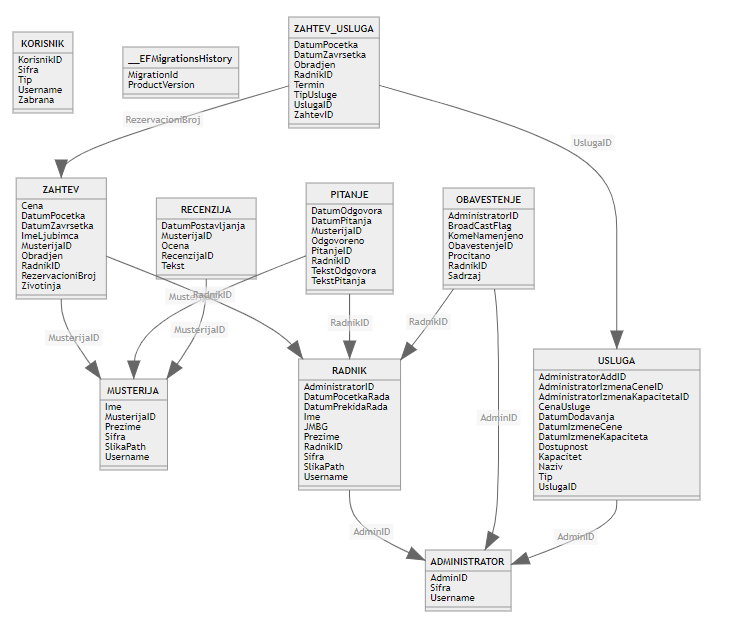 ZAHTEV_USLUGA
DatumPocetka
DatumZavrsetka
Obradjen
RadnikID
Termin
TipUsluge
UslugaID
ZahtevID
KORISNIK
KorisnikID
Sifra
Tip
Username
Zabrana
__EFMigrationsHistory
MigrationId
ProductVersion
RezervacioniBroj
UslugaID
ZAHTEV
Cena
DatumPocetka
DatumZavrsetka
ImeLjubimca
MusterijaID
Obradjen
RadnikID
RezervacioniBroj
Zivotinja
RECENZIJA
DatumPostavljanja
MusterijaID
Ocena
RecenzijaID
Tekst
PITANJE
DatumOdgovora
DatumPitanja
MusterijaID
Odgovoreno
PitanjeID
RadnikID
TekstOdgovora
TekstPitanja
OBAVESTENJE
AdministratorID
BroadCastFlag
KomeNamenjeno
ObavestenjeID
Procitano
RadnikID
Sadrzaj
RadnikID
MusterijaID
MusterijaID
RadnikID
RadnikID
MUSTERIJA
Ime
MusterijaID
Prezime
Sifra
SlikaPath
Username
RADNIK
AdministratorID
DatumPocetkaRada
DatumPrekidaRada
Ime
JMBG
Prezime
RadnikID
Sifra
SlikaPath
Username
AdminID
USLUGA
AdministratorAddID
AdministratorIzmenaCeneID
AdministratorIzmenaKapacitetaID
CenaUsluge
DatumDodavanja
DatumIzmeneCene
DatumIzmeneKapaciteta
Dostupnost
Kapacitet
Naziv
Tip
UslugaID
AdminID
AdminID
ADMINISTRATOR
AdminID
Sifra
Username